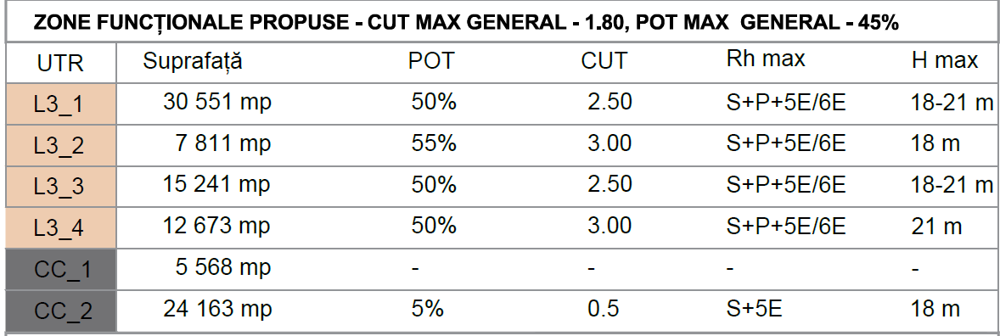 ZONE FUNCȚIONALE PROPUSE - CUT MAX GENERAL - 1.80, POT MAX GENERAL - 45%
UTR Suprafață POT CUT Rh max H max
L3_1 30 551 mp 50% 2.50 S+P+5E/6E 18-21 m
L3_2 7 811 mp 55% 3.00 S+P+5E/6E 18 m
L3_3 15 241 mp 50% 2.50 S+P+5E/6E 18-21 m
L3_4 12 673 mp 50% 3.00 S+P+5E/6E 21 m
CC_1 5 568 mp - - - -
CC_2 24 163 mp 5% 0.5 S+5E 18 m